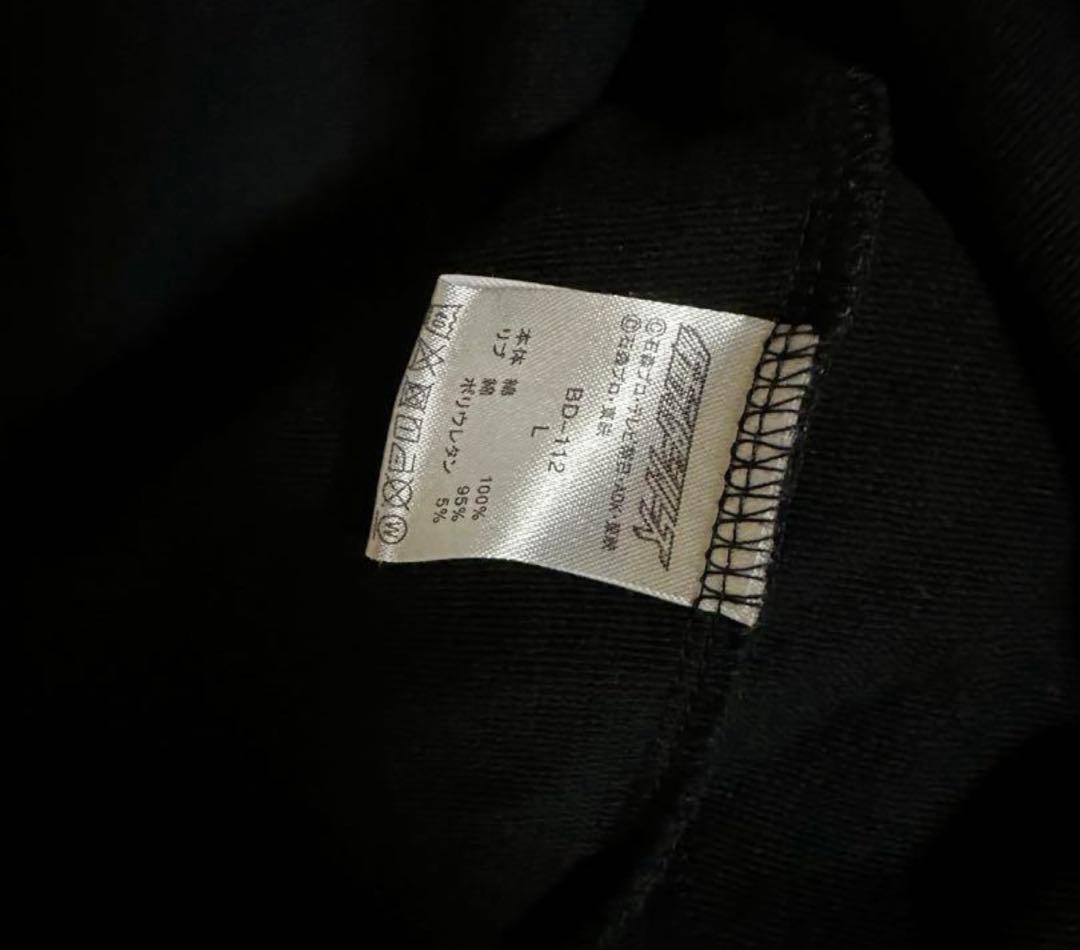 ©石森プロ・テレビ朝日・ADK・東映
©石森プロ・東映
BD-112
L
本体 綿 100%
リブ 綿 95%
ポリウレタン 5%
W